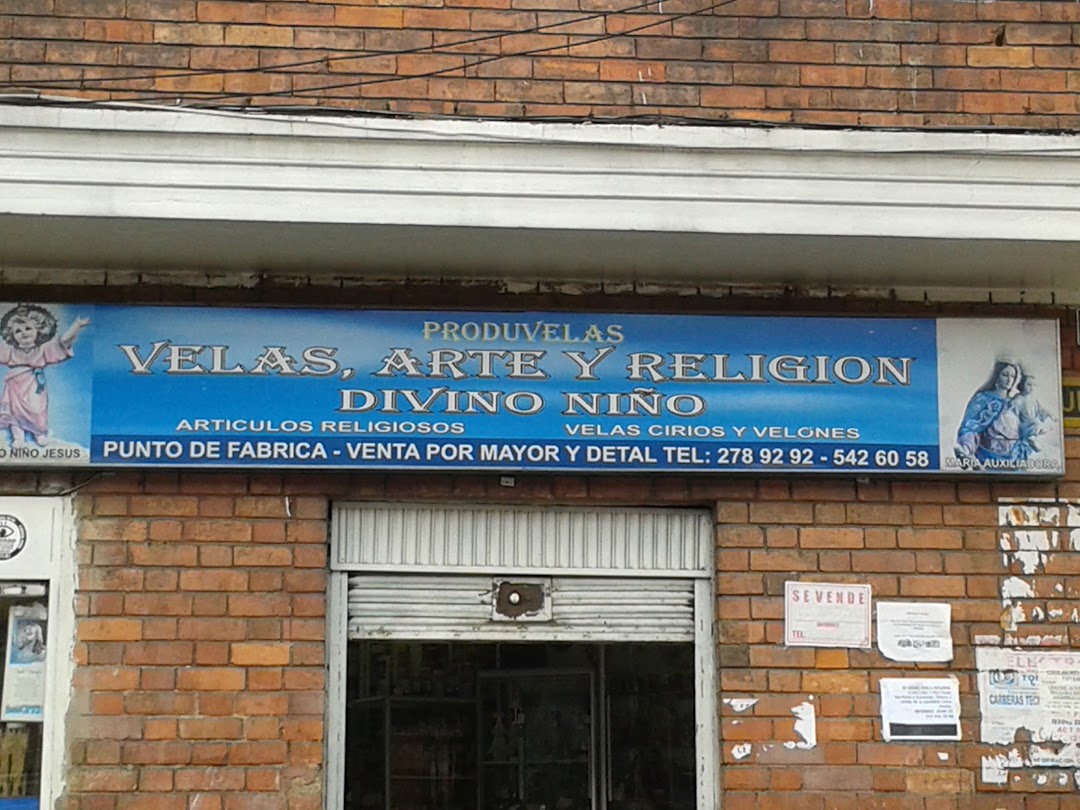 PRODUVELAS
VELAS, ARTE Y RELIGION
DIVINO NIÑO
ARTICULOS RELIGIOSOS
VELAS CIRIOS Y VELONES
PUNTO DE FABRICA - VENTA POR MAYOR Y DETAL TEL: 278 92 92 - 542 60 58
O NIÑO JESUS
MARIA AUXILIADORA
SE VENDE
TEL
CARRERAS TEC